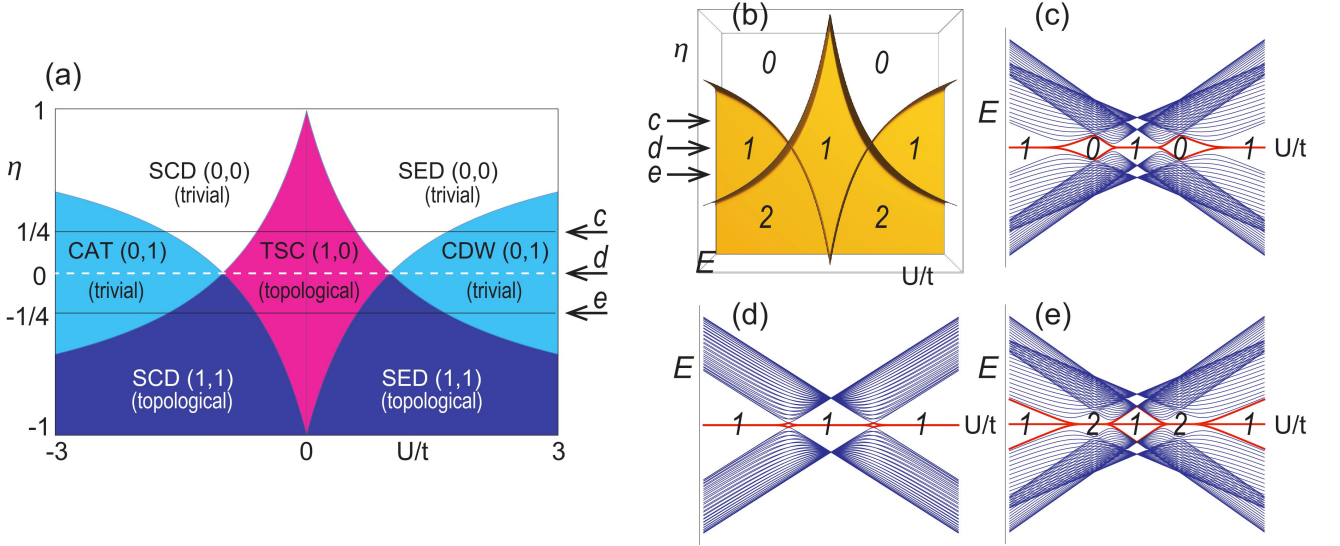 (a)
1
η
1/4
0
-1/4
-1
-3
0
U/t
3
SCD (0,0)
(trivial)
SED (0,0)
(trivial)
CAT (0,1)
(trivial)
TSC (1,0)
(topological)
CDW (0,1)
(trivial)
SCD (1,1)
(topological)
SED (1,1)
(topological)
c
d
e
(b)
η
c
d
e
0
0
1
1
1
2
2
E
U/t
(c)
E
1
0
1
0
1
U/t
(d)
E
1
1
1
U/t
(e)
E
1
2
1
2
1
U/t